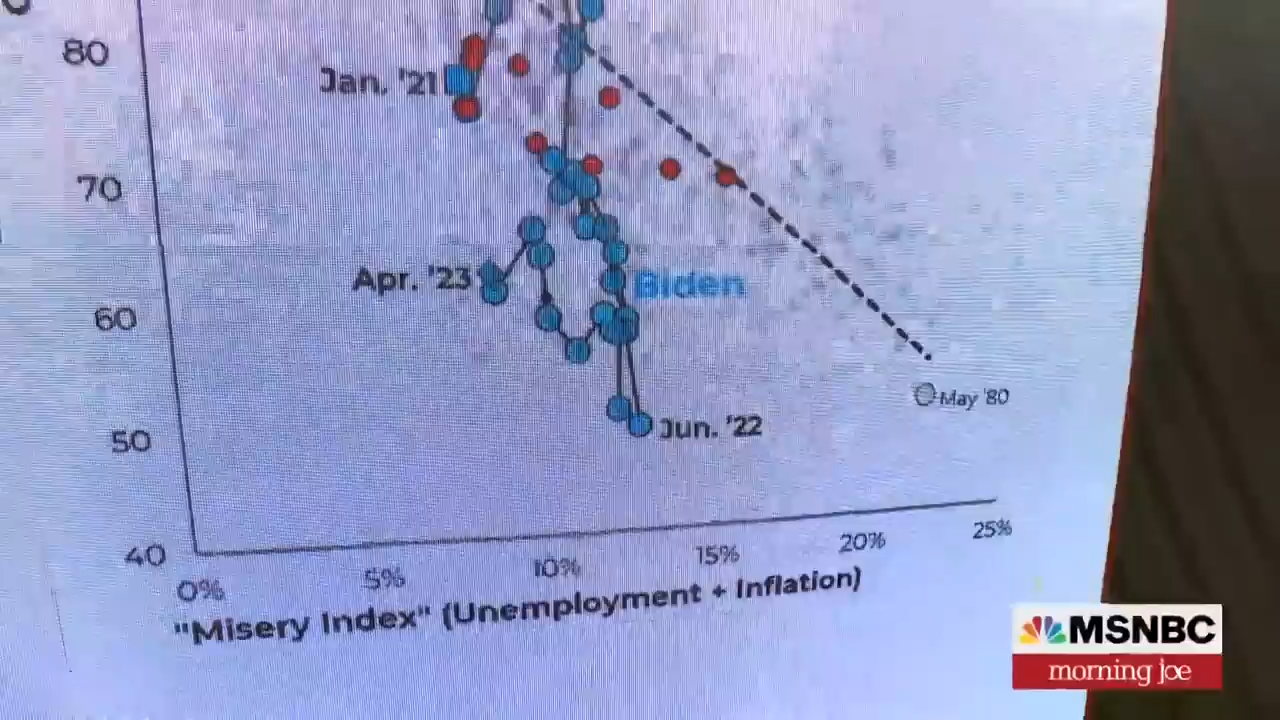 80
Jan. '21
70
Apr. '23
Biden
60
May '80
50
Jun. '22
40
0%
5%
10%
15%
20%
25%
"Misery Index" (Unemployment + Inflation)
MSNBC
morning joe